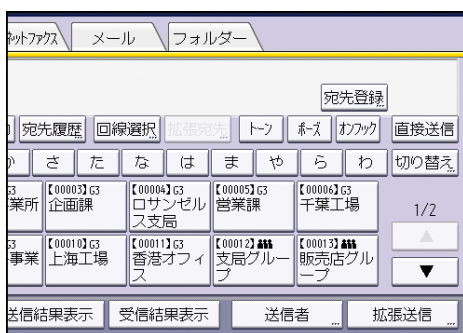 ネットファクス メール フォルダー
宛先登録
宛先履歴 回線選択 拡張宛先 トーン ポーズ オンフック 直接送信
か さ た な は ま や ら わ 切り替え
G3 【00003】G3 【00004】G3 【00005】G3 【00006】G3
業所 企画課 ロサンゼルス支局 営業課 千葉工場
1/2
G3 【00010】G3 【00011】G3 【00012】 【00013】
事業 上海工場 香港オフィス 支局グループ 販売店グループ
送信結果表示 受信結果表示 送信者 拡張送信